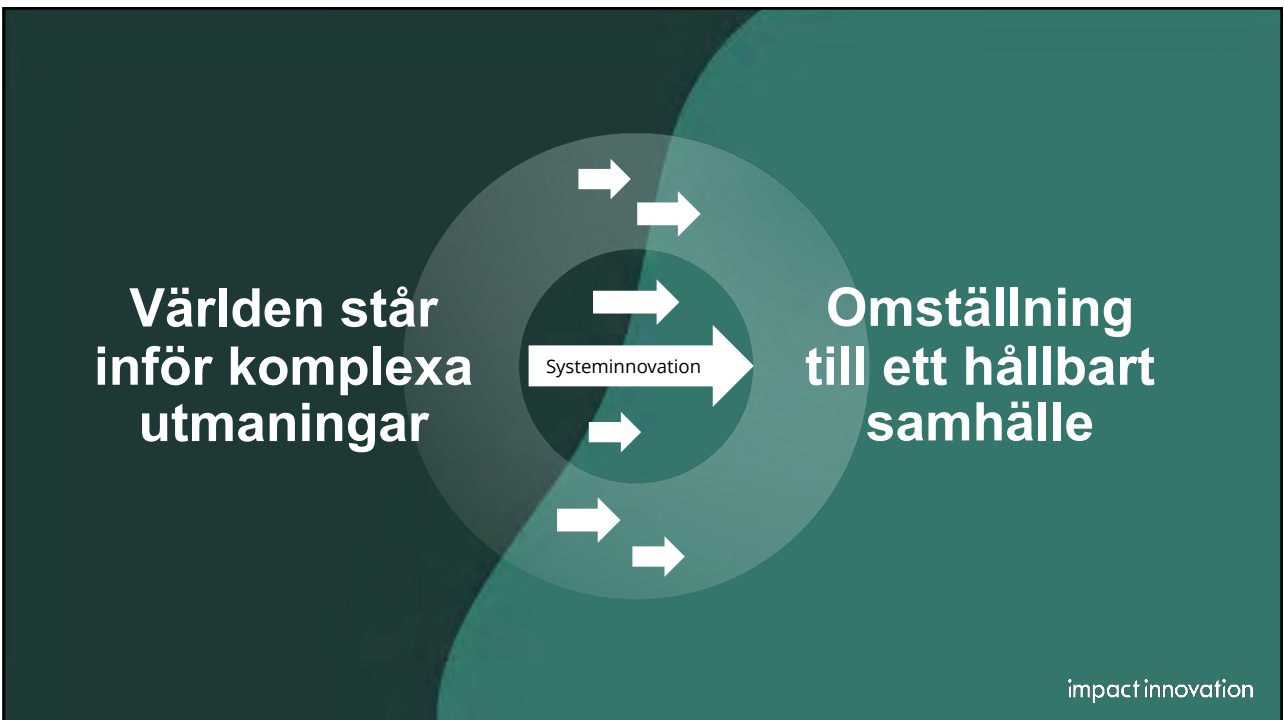 Världen står
inför komplexa
utmaningar
Systeminnovation
Omställning
till ett hållbart
samhälle
impact innovation